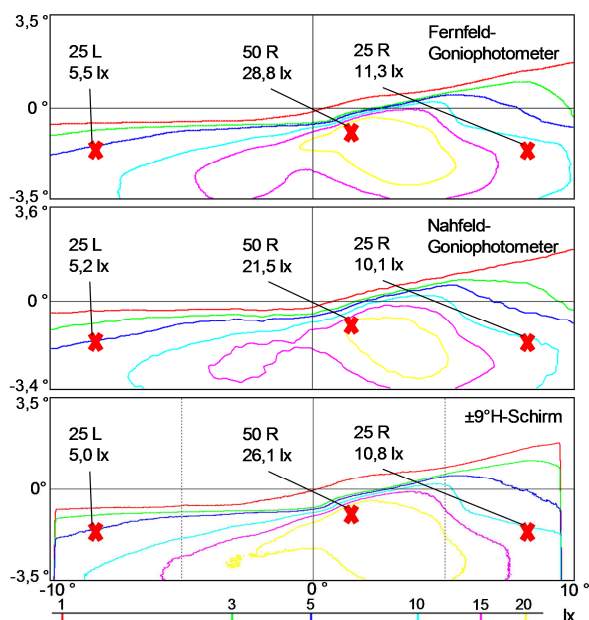 3,5 °
0 °
-3,5 °
25 L
5,5 lx
50 R
28,8 lx
25 R
11,3 lx
Fernfeld-
Goniophotometer
3,6 °
0 °
-3,4 °
25 L
5,2 lx
50 R
21,5 lx
25 R
10,1 lx
Nahfeld-
Goniophotometer
3,5 °
0 °
-3,5 °
25 L
5,0 lx
50 R
26,1 lx
25 R
10,8 lx
±9°H-Schirm
-10 ° 0 ° 10 °
1 3 5 10 15 20 lx